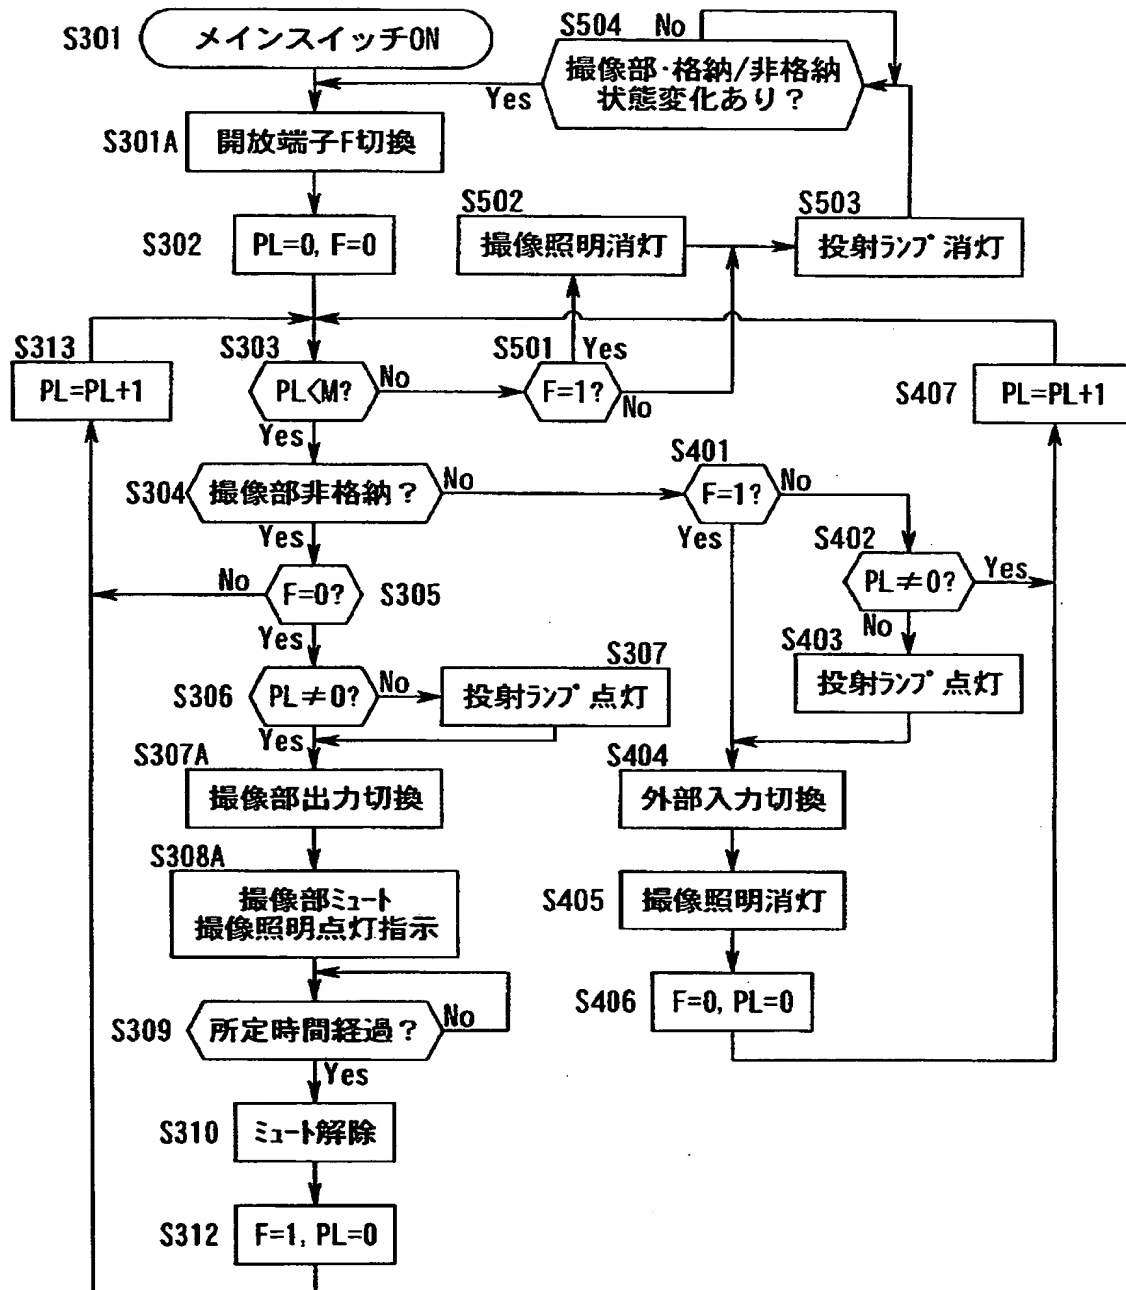 S301
メインスイッチON
S504
No
撮像部・格納/非格納
状態変化あり?
Yes
S301A
開放端子F切換
S302
PL=0, F=0
S502
撮像照明消灯
S503
投射ランプ消灯
S313
PL=PL+1
S303
PL<M?
No
Yes
S501
F=1?
Yes
No
S407
PL=PL+1
S304
撮像部非格納?
No
Yes
S401
F=1?
No
Yes
S402
PL≠0?
Yes
No
S305
F=0?
No
Yes
S306
PL≠0?
No
Yes
S307
投射ランプ点灯
S403
投射ランプ点灯
S307A
撮像部出力切換
S404
外部入力切換
S308A
撮像部ミュート
撮像照明点灯指示
S405
撮像照明消灯
S309
所定時間経過?
No
Yes
S406
F=0, PL=0
S310
ミュート解除
S312
F=1, PL=0